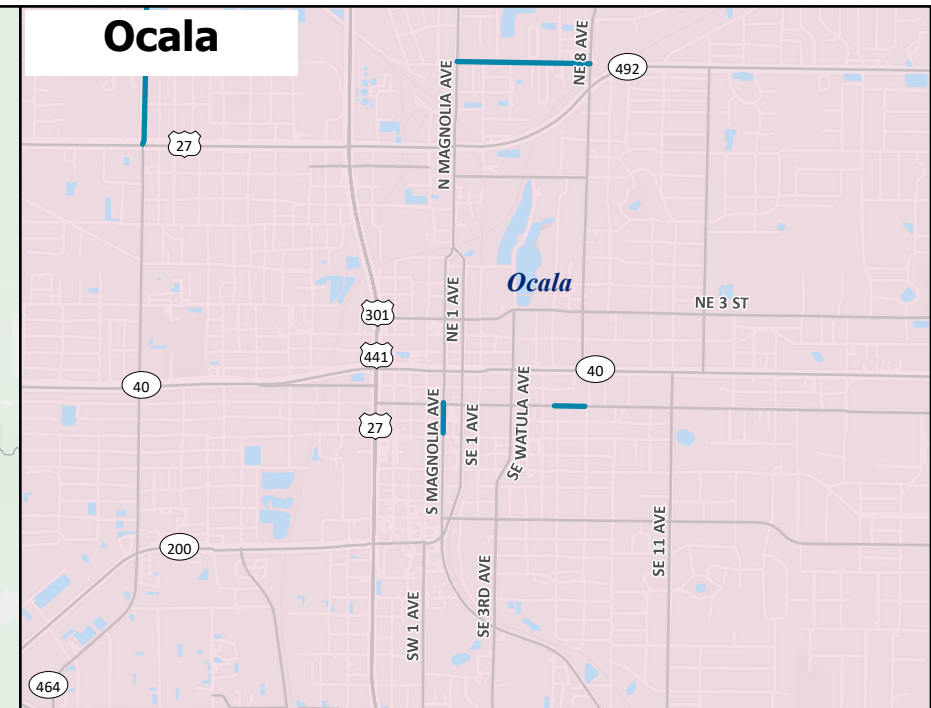 Ocala
NE 8 AVE
492
N MAGNOLIA AVE
27
Ocala
NE 1 AVE
NE 3 ST
301
441
40
40
SE WATULA AVE
S MAGNOLIA AVE
SE 1 AVE
27
SE 11 AVE
200
SE 3RD AVE
SW 1 AVE
464